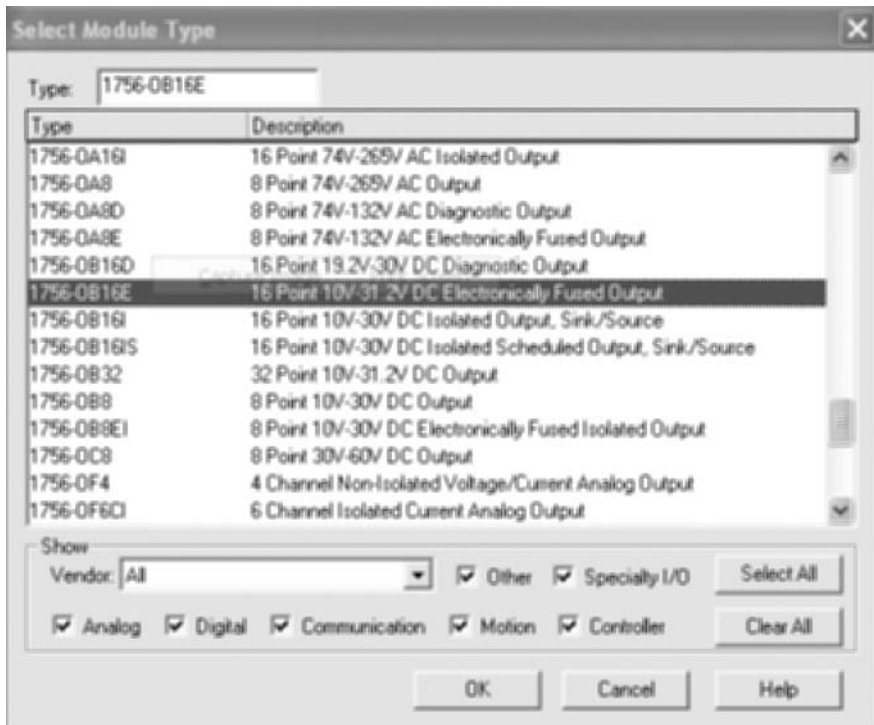 Select Module Type
Type: 1756-OB16E
Type Description
1756-OA16I 16 Point 74V-265V AC Isolated Output
1756-OA8 8 Point 74V-265V AC Output
1756-OA8D 8 Point 74V-132V AC Diagnostic Output
1756-OA8E 8 Point 74V-132V AC Electronically Fused Output
1756-OB16D 16 Point 19.2V-30V DC Diagnostic Output
1756-OB16E 16 Point 10V-31.2V DC Electronically Fused Output
1756-OB16I 16 Point 10V-30V DC Isolated Output, Sink/Source
1756-OB16IS 16 Point 10V-30V DC Isolated Scheduled Output, Sink/Source
1756-OB32 32 Point 10V-31.2V DC Output
1756-OB8 8 Point 10V-30V DC Output
1756-OB8EI 8 Point 10V-30V DC Electronically Fused Isolated Output
1756-OC8 8 Point 30V-60V DC Output
1756-OF4 4 Channel Non-Isolated Voltage/Current Analog Output
1756-OF6CI 6 Channel Isolated Current Analog Output
Show
Vendor: All Other Specialty I/O Select All
Analog Digital Communication Motion Controller Clear All
OK Cancel Help